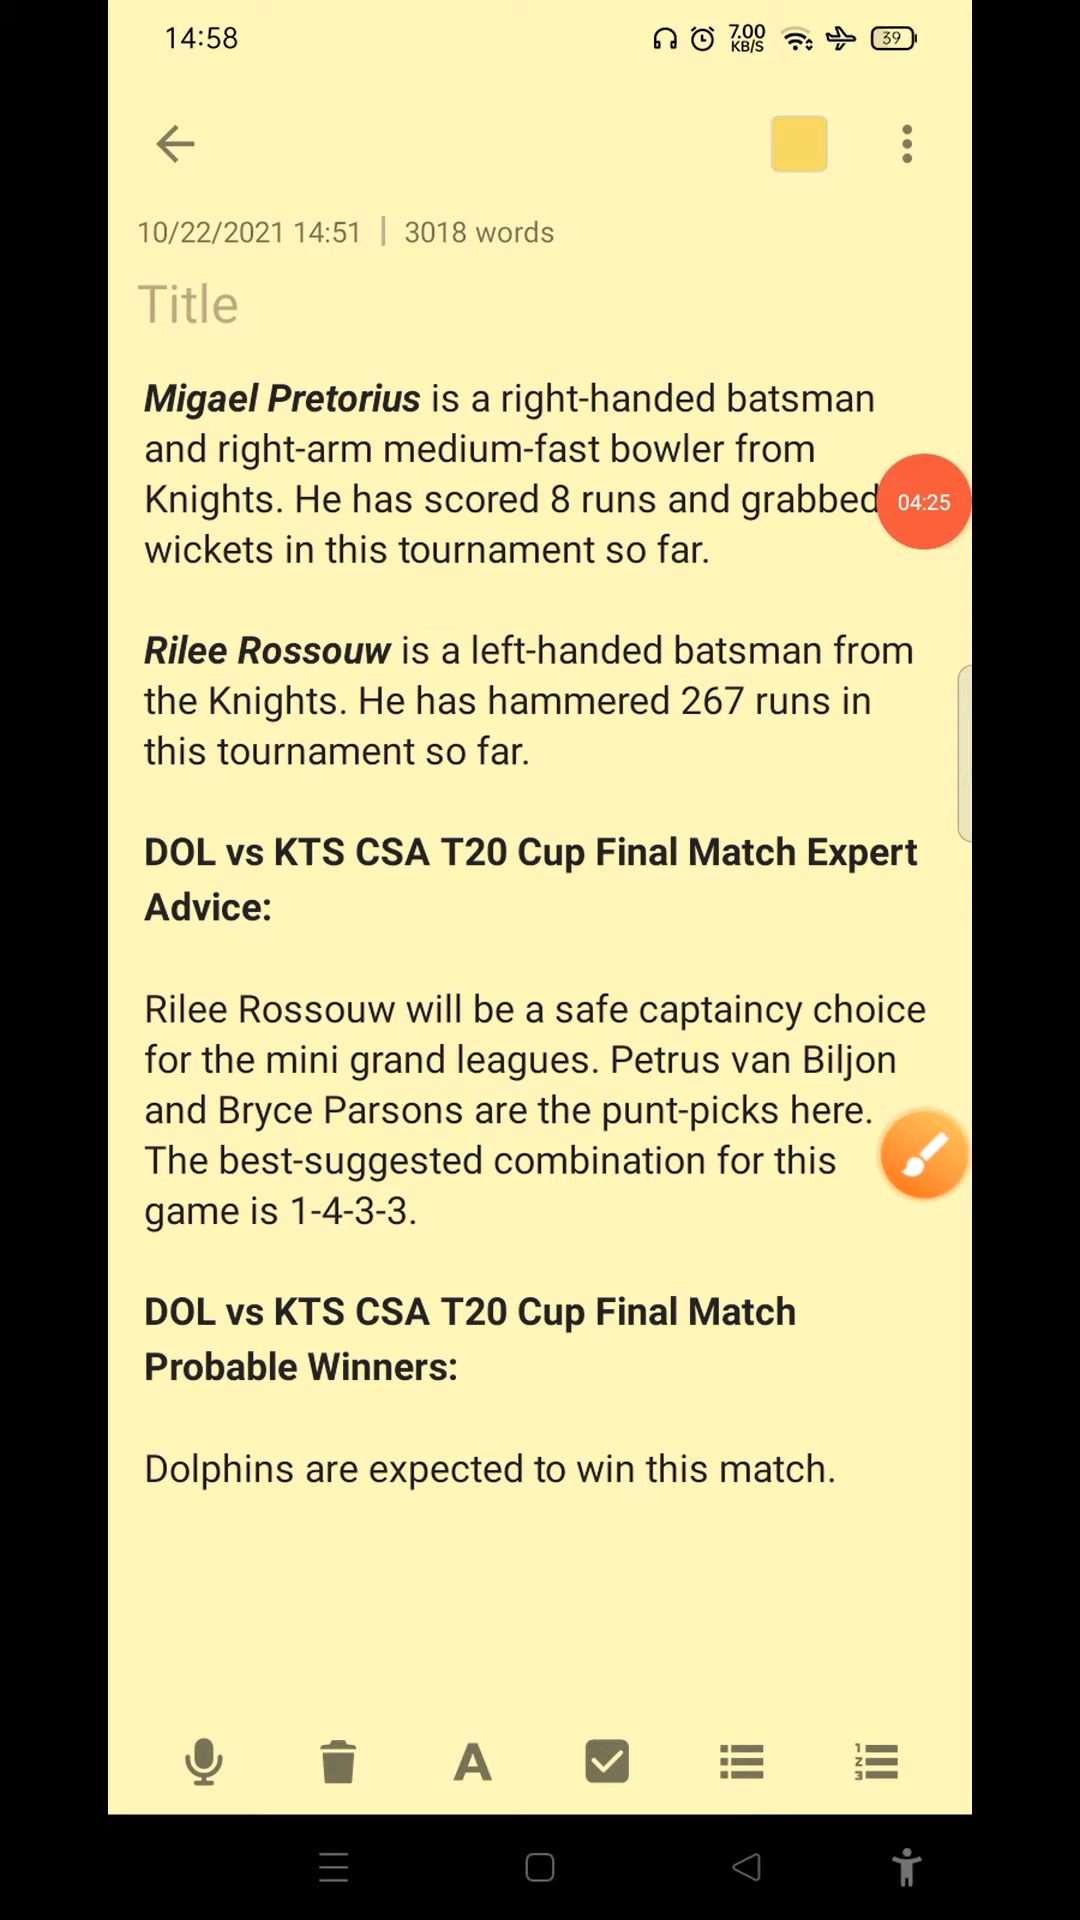 14:58
7.00
KB/S
39
10/22/2021 14:51 | 3018 words
Title
Migael Pretorius is a right-handed batsman
and right-arm medium-fast bowler from
Knights. He has scored 8 runs and grabbed
04:25
wickets in this tournament so far.
Rilee Rossouw is a left-handed batsman from
the Knights. He has hammered 267 runs in
this tournament so far.
DOL vs KTS CSA T20 Cup Final Match Expert
Advice:
Rilee Rossouw will be a safe captaincy choice
for the mini grand leagues. Petrus van Biljon
and Bryce Parsons are the punt-picks here.
The best-suggested combination for this
game is 1-4-3-3.
DOL vs KTS CSA T20 Cup Final Match
Probable Winners:
Dolphins are expected to win this match.